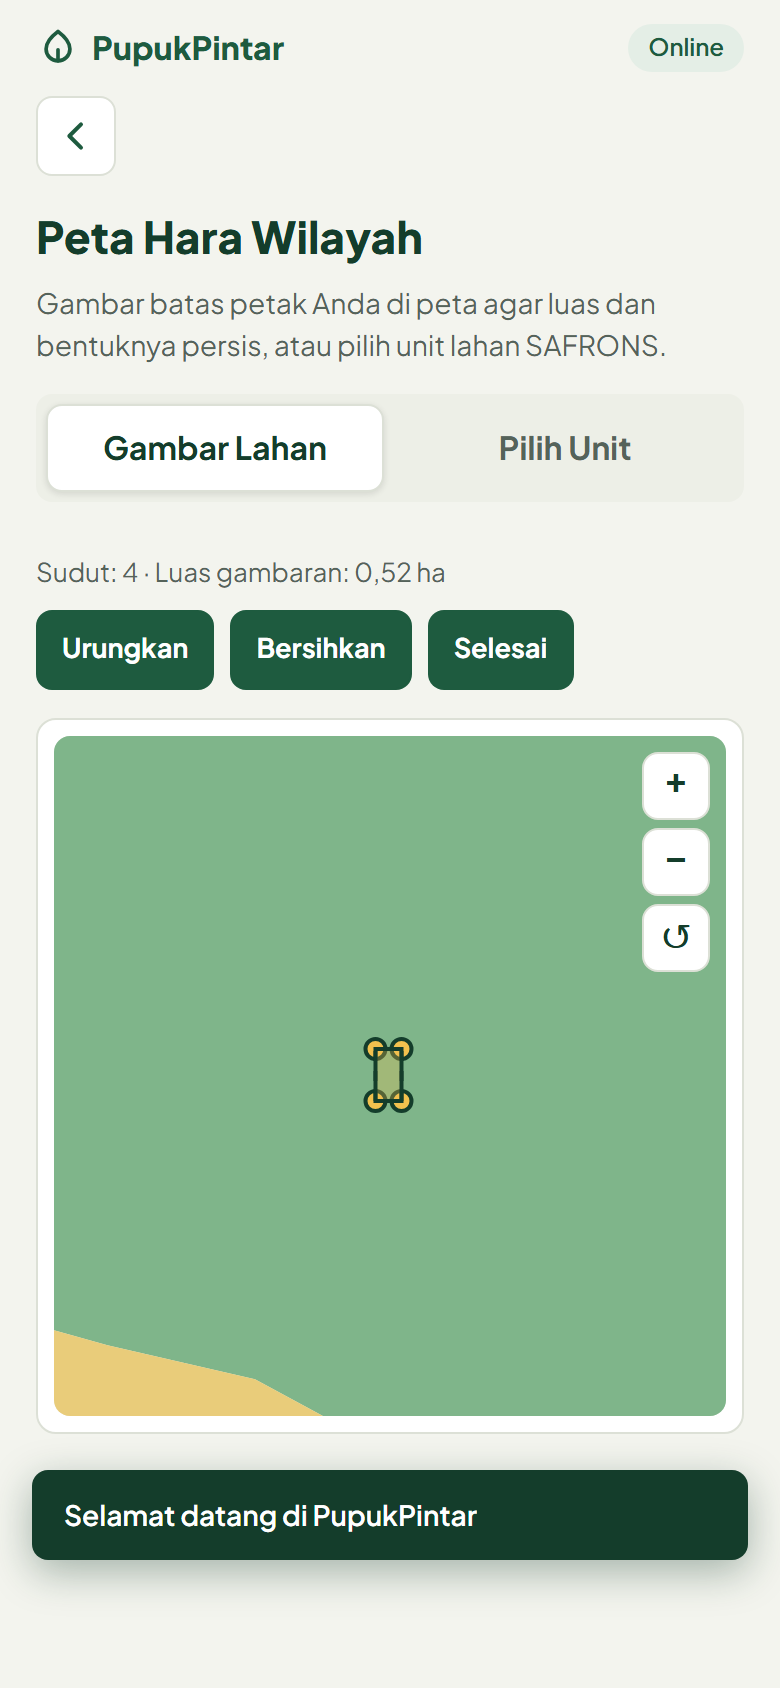 PupukPintar
Online
Peta Hara Wilayah
Gambar batas petak Anda di peta agar luas dan
bentuknya persis, atau pilih unit lahan SAFRONS.
Gambar Lahan
Pilih Unit
Sudut: 4 · Luas gambaran: 0,52 ha
Urungkan
Bersihkan
Selesai
+
−
↺
Selamat datang di PupukPintar